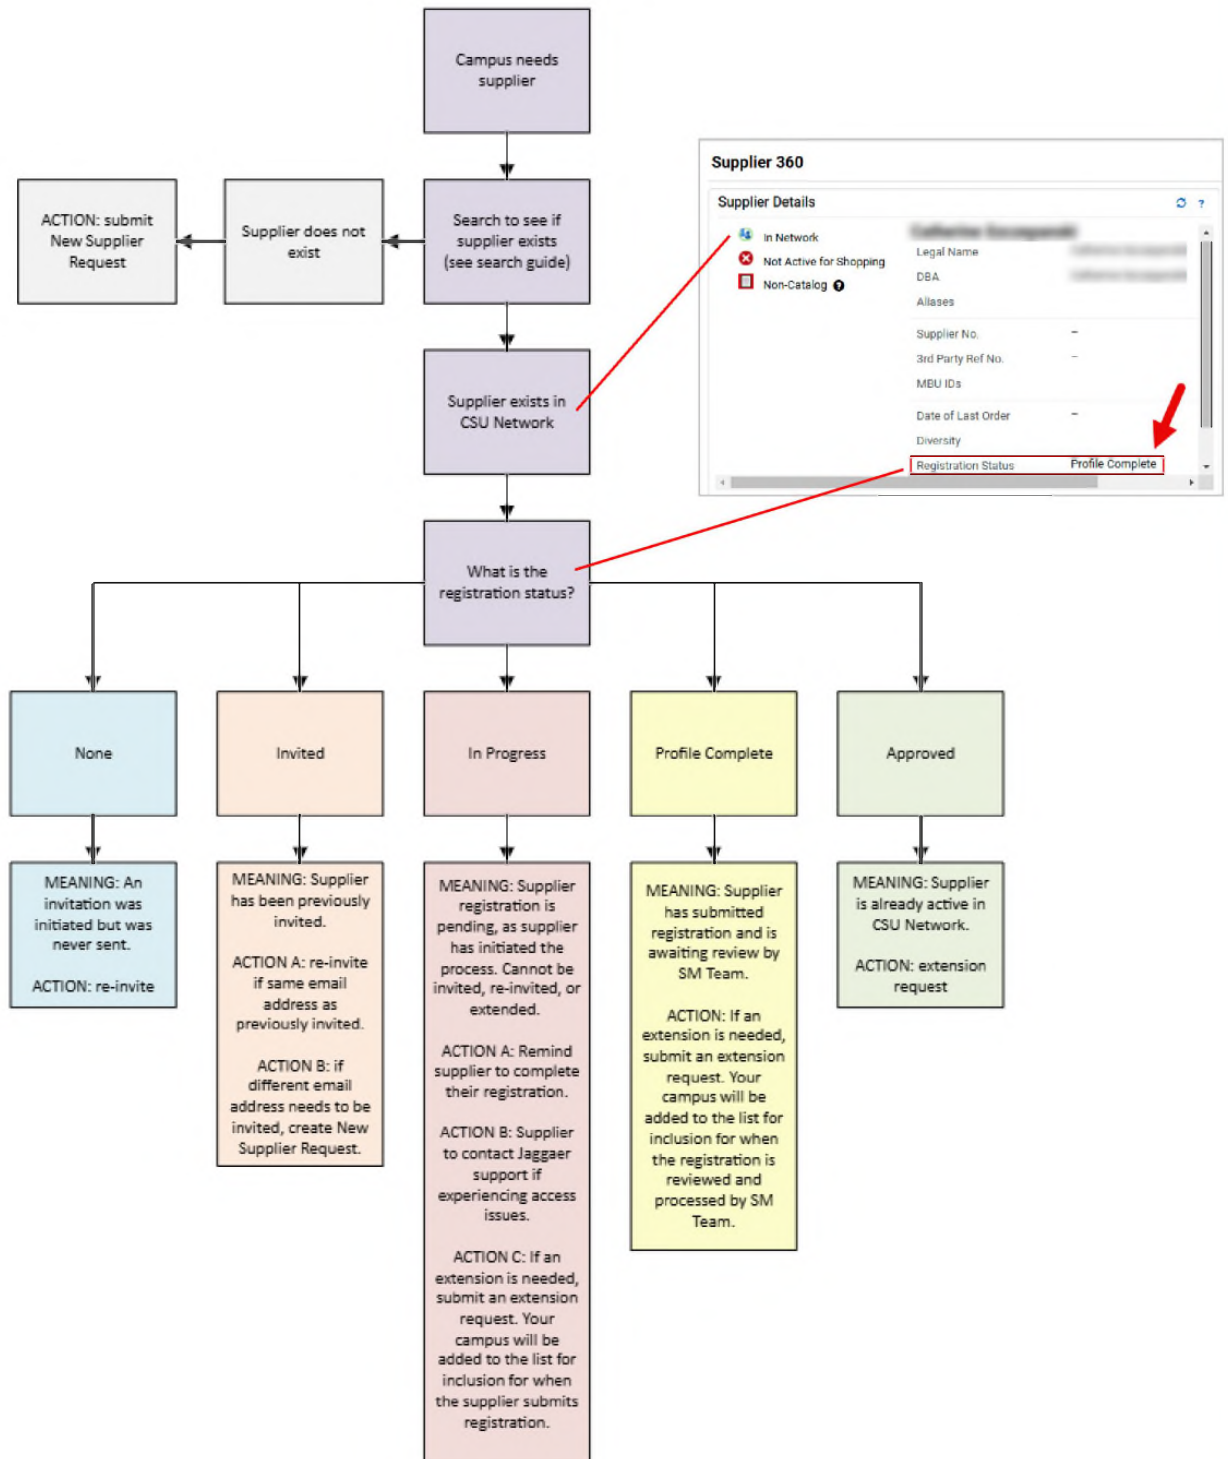 Campus needs
supplier
Supplier 360
Supplier Details
?
In Network
Not Active for Shopping
Non-Catalog ?
Legal Name
DBA
Aliases
Supplier No. –
3rd Party Ref No. –
MBU IDs
Date of Last Order –
Diversity
Registration Status Profile Complete
ACTION: submit
New Supplier
Request
Supplier does not
exist
Search to see if
supplier exists
(see search guide)
Supplier exists in
CSU Network
What is the
registration status?
None
Invited
In Progress
Profile Complete
Approved
MEANING: An
invitation was
initiated but was
never sent.
ACTION: re-invite
MEANING: Supplier
has been previously
invited.
ACTION A: re-invite
if same email
address as
previously invited.
ACTION B: if
different email
address needs to be
invited, create New
Supplier Request.
MEANING: Supplier
registration is
pending, as supplier
has initiated the
process. Cannot be
invited, re-invited, or
extended.
ACTION A: Remind
supplier to complete
their registration.
ACTION B: Supplier
to contact Jaggaer
support if
experiencing access
issues.
ACTION C: If an
extension is needed,
submit an extension
request. Your
campus will be
added to the list for
inclusion for when
the supplier submits
registration.
MEANING: Supplier
has submitted
registration and is
awaiting review by
SM Team.
ACTION: If an
extension is needed,
submit an extension
request. Your
campus will be
added to the list for
inclusion for when
the registration is
reviewed and
processed by SM
Team.
MEANING: Supplier
is already active in
CSU Network.
ACTION: extension
request